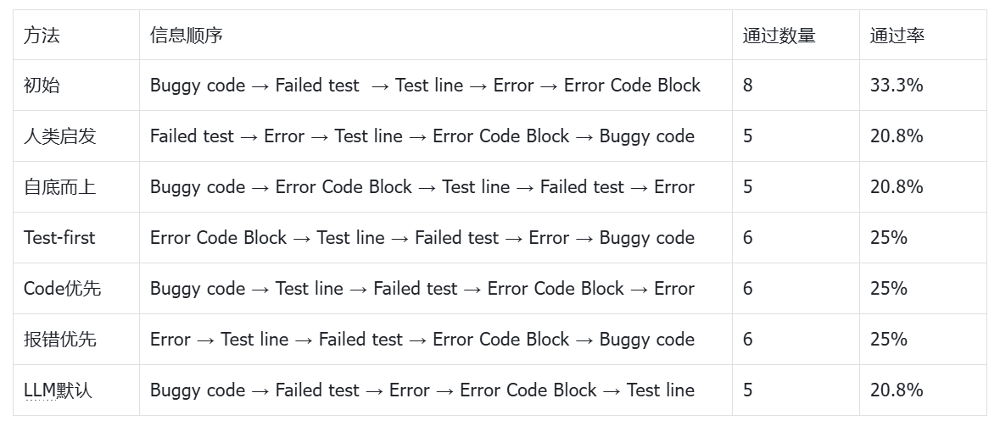 方法 信息顺序 通过数量 通过率
初始 Buggy code → Failed test → Test line → Error → Error Code Block 8 33.3%
人类启发 Failed test → Error → Test line → Error Code Block → Buggy code 5 20.8%
自底而上 Buggy code → Error Code Block → Test line → Failed test → Error 5 20.8%
Test-first Error Code Block → Test line → Failed test → Error → Buggy code 6 25%
Code优先 Buggy code → Test line → Failed test → Error Code Block → Error 6 25%
报错优先 Error → Test line → Failed test → Error Code Block → Buggy code 6 25%
LLM默认 Buggy code → Failed test → Error → Error Code Block → Test line 5 20.8%